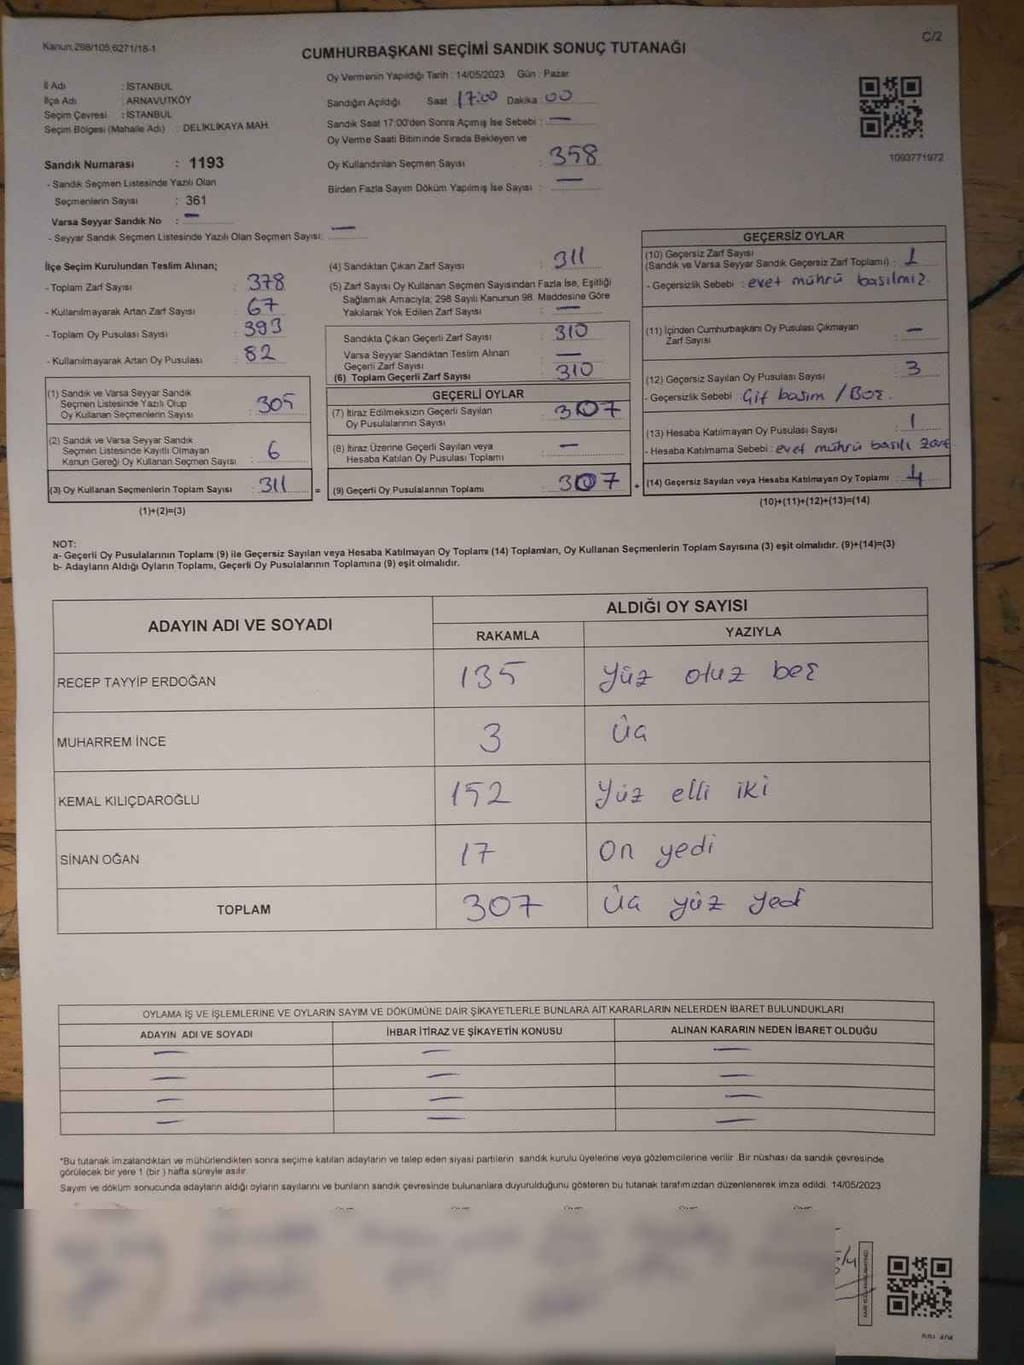 Kanun;298/105,6271/18-1
C/2
CUMHURBAŞKANI SEÇİMİ SANDIK SONUÇ TUTANAĞI
İl Adı : İSTANBUL
İlçe Adı : ARNAVUTKÖY
Seçim Çevresi : İSTANBUL
Seçim Bölgesi (Mahalle Adı) : DELİKLİKAYA MAH.
Sandık Numarası : 1193
- Sandık Seçmen Listesinde Yazılı Olan
Seçmenlerin Sayısı : 361
Varsa Seyyar Sandık No : —
- Seyyar Sandık Seçmen Listesinde Yazılı Olan Seçmen Sayısı: —
Oy Vermenin Yapıldığı Tarih : 14/05/2023 Gün : Pazar
Sandığın Açıldığı Saat 17:00 Dakika 00
Sandık Saat 17:00'den Sonra Açımış İse Sebebi : —
Oy Verme Saati Bitiminde Sırada Bekleyen ve
Oy Kullandırılan Seçmen Sayısı : 358
Birden Fazla Sayım Döküm Yapılmış İse Sayısı : —
1093771972
İlçe Seçim Kurulundan Teslim Alınan;
- Toplam Zarf Sayısı : 378
- Kullanılmayarak Artan Zarf Sayısı : 67
- Toplam Oy Pusulası Sayısı : 393
- Kullanılmayarak Artan Oy Pusulası : 82
(1) Sandık ve Varsa Seyyar Sandık
Seçmen Listesinde Yazılı Olup
Oy Kullanan Seçmenlerin Sayısı : 305
(2) Sandık ve Varsa Seyyar Sandık
Seçmen Listesinde Kayıtlı Olmayan
Kanun Gereği Oy Kullanan Seçmen Sayısı : 6
(3) Oy Kullanan Seçmenlerin Toplam Sayısı : 311
(1)+(2)=(3)
(4) Sandıktan Çıkan Zarf Sayısı : 311
(5) Zarf Sayısı Oy Kullanan Seçmen Sayısından Fazla İse, Eşitliği
Sağlamak Amacıyla; 298 Sayılı Kanunun 98. Maddesine Göre
Yakılarak Yok Edilen Zarf Sayısı : —
Sandıkta Çıkan Geçerli Zarf Sayısı : 310
Varsa Seyyar Sandıktan Teslim Alınan
Geçerli Zarf Sayısı : —
(6) Toplam Geçerli Zarf Sayısı : 310
GEÇERLİ OYLAR
(7) İtiraz Edilmeksizin Geçerli Sayılan
Oy Pusulalarının Sayısı : 307
(8) İtiraz Üzerine Geçerli Sayılan veya
Hesaba Katılan Oy Pusulası Toplamı : —
= (9) Geçerli Oy Pusulalarının Toplamı : 307
GEÇERSİZ OYLAR
(10) Geçersiz Zarf Sayısı
(Sandık ve Varsa Seyyar Sandık Geçersiz Zarf Toplamı) : 1
- Geçersizlik Sebebi : evet mührü basılmız
(11) İçinden Cumhurbaşkanı Oy Pusulası Çıkmayan
Zarf Sayısı : —
(12) Geçersiz Sayılan Oy Pusulası Sayısı : 3
- Geçersizlik Sebebi : Çift basım / Boş.
(13) Hesaba Katılmayan Oy Pusulası Sayısı : 1
- Hesaba Katılmama Sebebi : evet mührü basılı zarf
+ (14) Geçersiz Sayılan veya Hesaba Katılmayan Oy Toplamı : 4
(10)+(11)+(12)+(13)=(14)
NOT:
a- Geçerli Oy Pusulalarının Toplamı (9) ile Geçersiz Sayılan veya Hesaba Katılmayan Oy Toplamı (14) Toplamları, Oy Kullanan Seçmenlerin Toplam Sayısına (3) eşit olmalıdır. (9)+(14)=(3)
b- Adayların Aldığı Oyların Toplamı, Geçerli Oy Pusulalarının Toplamına (9) eşit olmalıdır.
ADAYIN ADI VE SOYADI
ALDIĞI OY SAYISI
RAKAMLA YAZIYLA
RECEP TAYYİP ERDOĞAN 135 yüz otuz beş
MUHARREM İNCE 3 üç
KEMAL KILIÇDAROĞLU 152 yüz elli iki
SİNAN OĞAN 17 on yedi
TOPLAM 307 üç yüz yedi
OYLAMA İŞ VE İŞLEMLERİNE VE OYLARIN SAYIM VE DÖKÜMÜNE DAİR ŞİKAYETLERLE BUNLARA AİT KARARLARIN NELERDEN İBARET BULUNDUKLARI
ADAYIN ADI VE SOYADI İHBAR İTİRAZ VE ŞİKAYETİN KONUSU ALINAN KARARIN NEDEN İBARET OLDUĞU
— — —
— — —
— — —
— — —
*Bu tutanak imzalandıktan ve mühürlendikten sonra seçime katılan adayların ve talep eden siyasi partilerin sandık kurulu üyelerine veya gözlemcilerine verilir. Bir nüshası da sandık çevresinde
görülecek bir yere 1 (bir) hafta süreyle asılır.
Sayım ve döküm sonucunda adayların aldığı oyların sayılarını ve bunların sandık çevresinde bulunanlara duyurulduğunu gösteren bu tutanak tarafımızdan düzenlenerek imza edildi. 14/05/2023